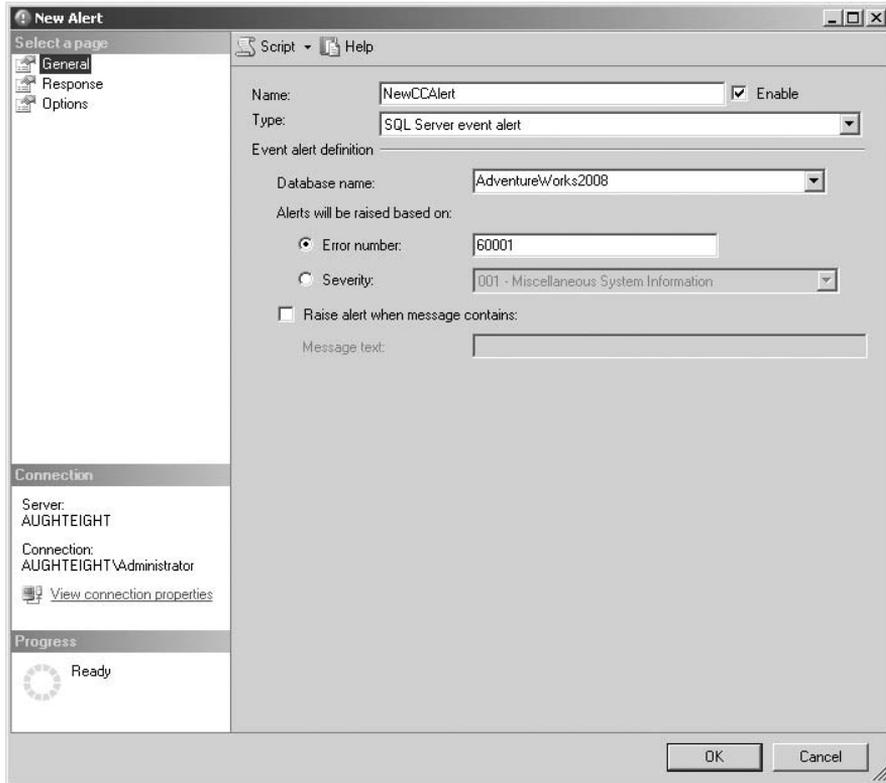 New Alert
Select a page
General
Response
Options
Script
Help
Name:
NewCCAlert
Enable
Type:
SQL Server event alert
Event alert definition
Database name:
AdventureWorks2008
Alerts will be raised based on:
Error number:
60001
Severity:
001 - Miscellaneous System Information
Raise alert when message contains:
Message text:
Connection
Server:
AUGHTEIGHT
Connection:
AUGHTEIGHT\Administrator
View connection properties
Progress
Ready
OK
Cancel